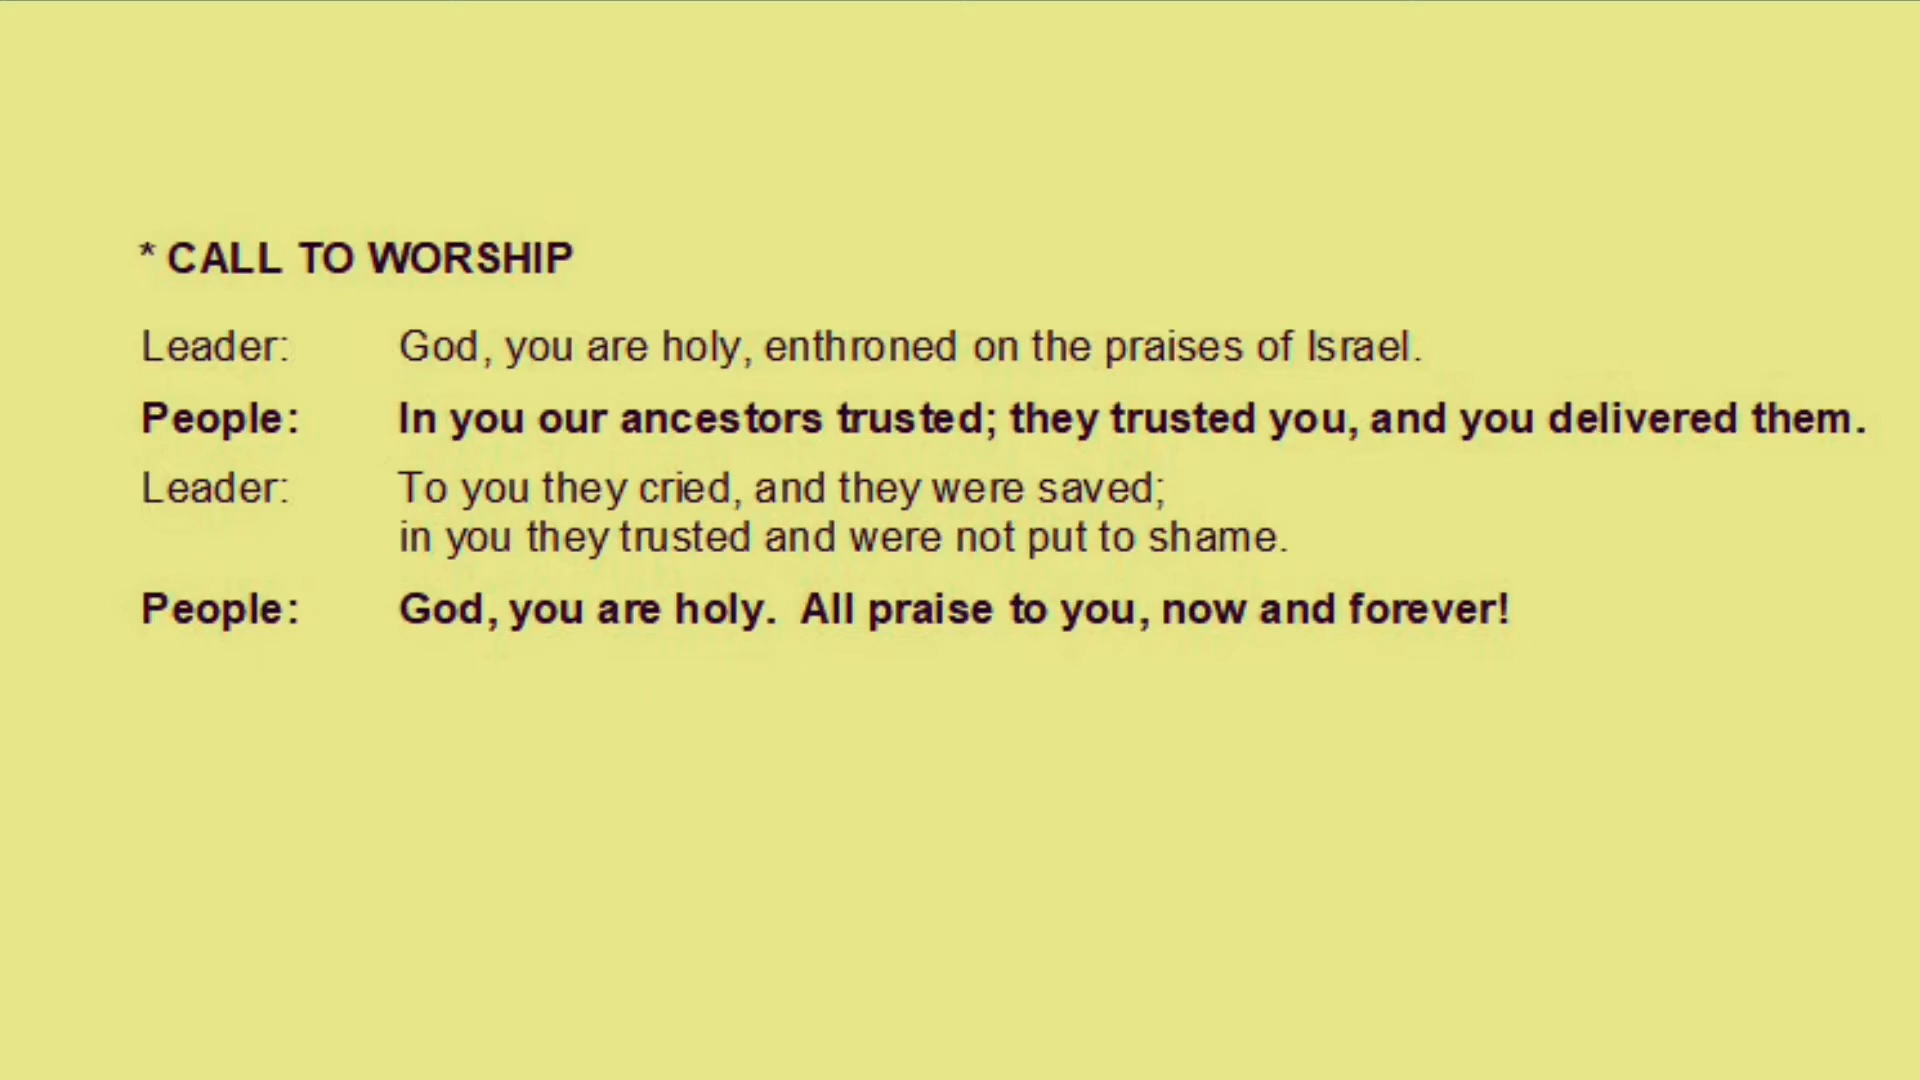 * CALL TO WORSHIP
Leader: God, you are holy, enthroned on the praises of Israel.
People: In you our ancestors trusted; they trusted you, and you delivered them.
Leader: To you they cried, and they were saved;
in you they trusted and were not put to shame.
People: God, you are holy.  All praise to you, now and forever!